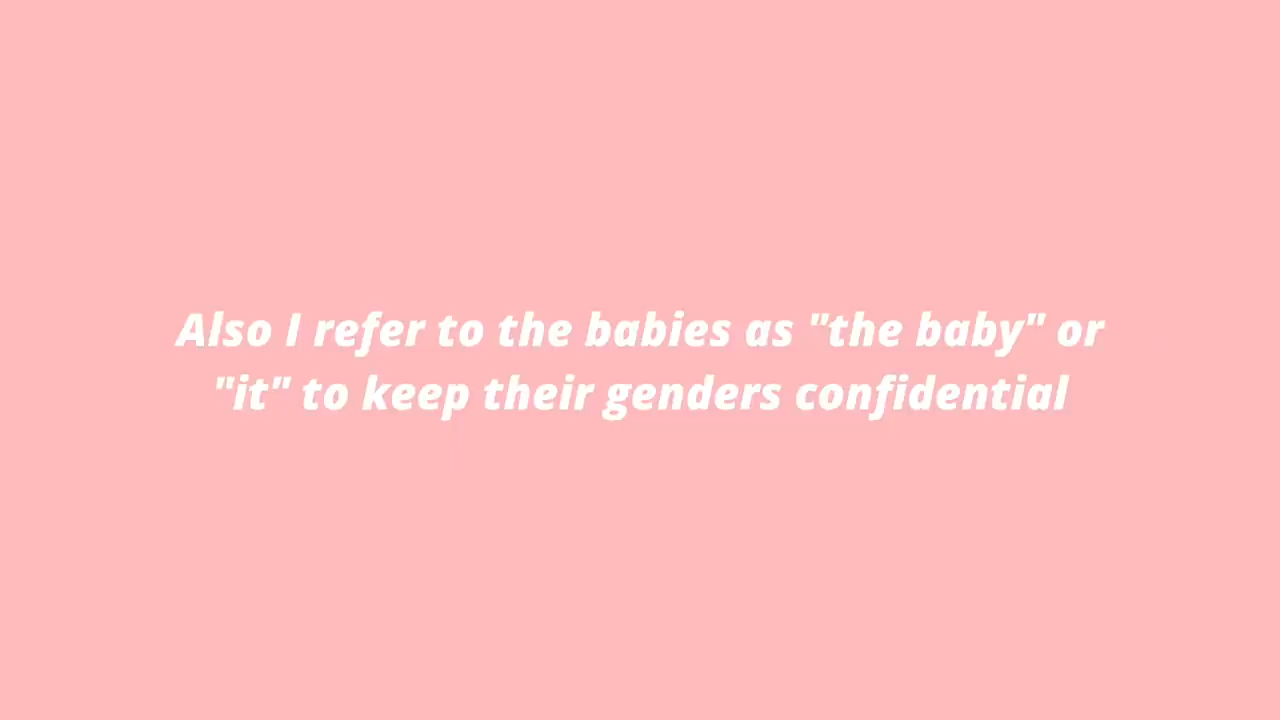 Also I refer to the babies as "the baby" or
"it" to keep their genders confidential